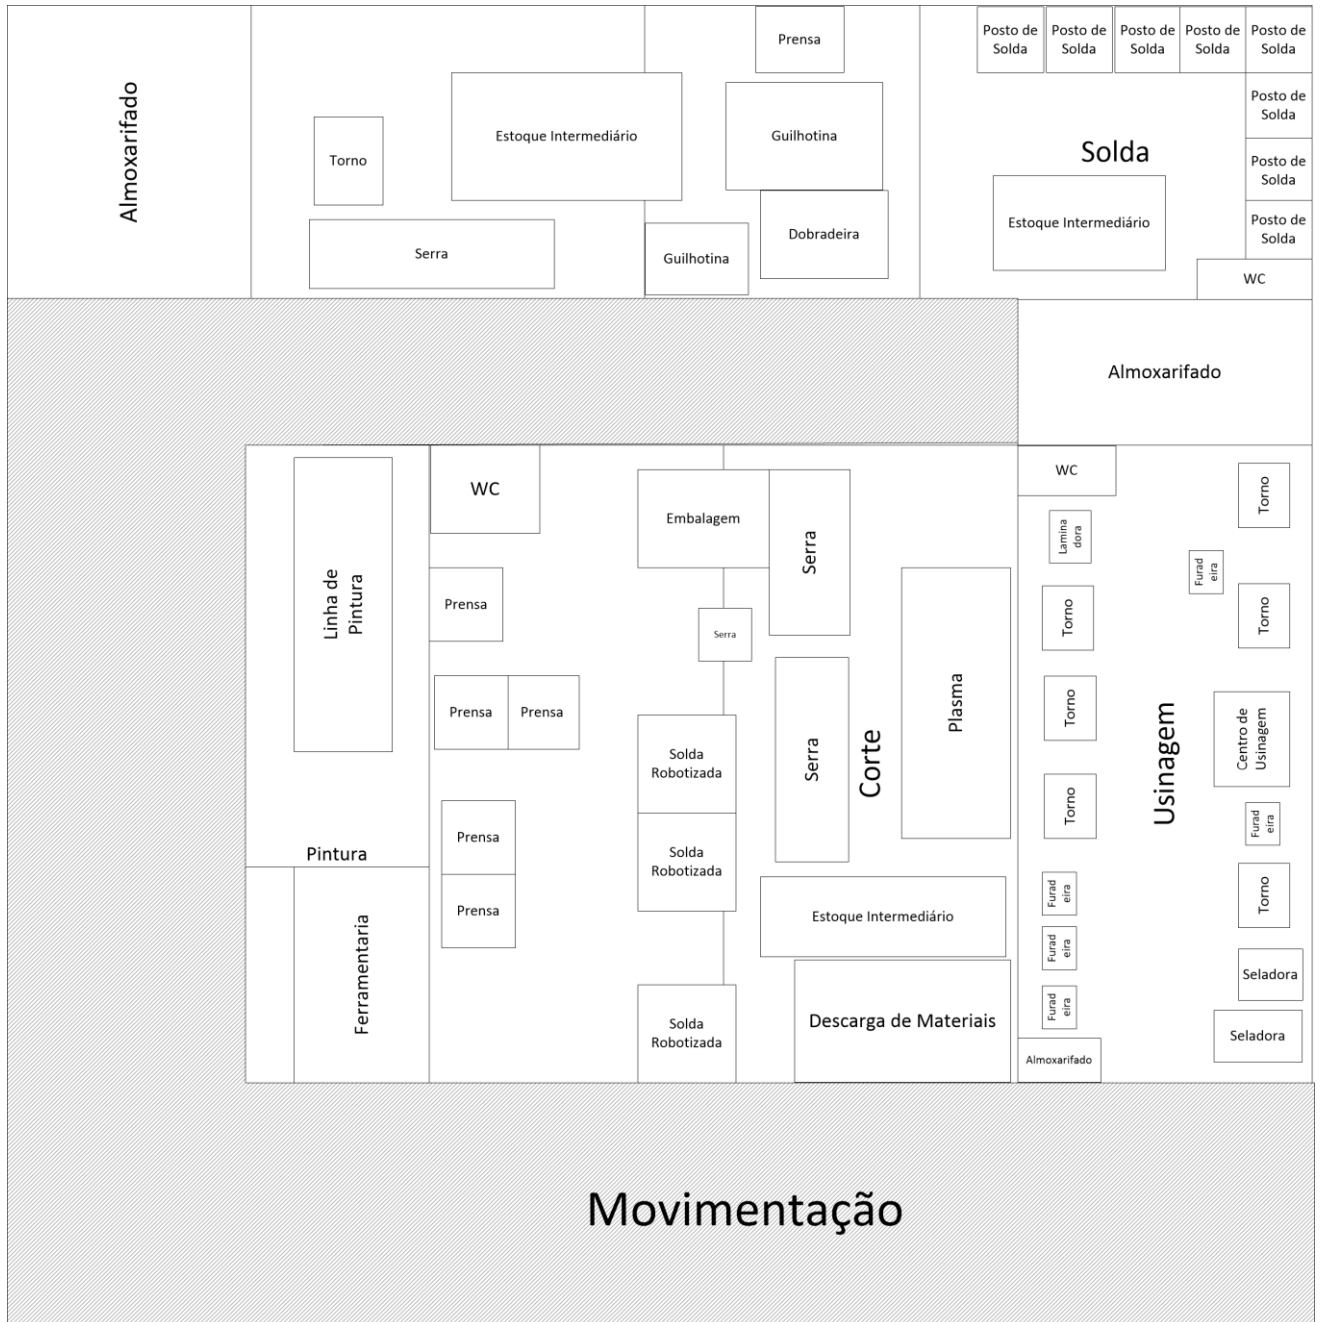 Almoxarifado
Torno
Estoque Intermediário
Serra
Prensa
Guilhotina
Dobradeira
Guilhotina
Posto de
Solda
Posto de
Solda
Posto de
Solda
Posto de
Solda
Posto de
Solda
Posto de
Solda
Posto de
Solda
Posto de
Solda
Solda
Estoque Intermediário
WC
Almoxarifado
Linha de
Pintura
Pintura
Ferramentaria
WC
Prensa
Prensa
Prensa
Prensa
Prensa
Embalagem
Serra
Serra
Solda
Robotizada
Solda
Robotizada
Solda
Robotizada
Serra
Corte
Plasma
Estoque Intermediário
Descarga de Materiais
WC
Lamina
dora
Torno
Torno
Torno
Furad
eira
Furad
eira
Furad
eira
Almoxarifado
Usinagem
Torno
Furad
eira
Torno
Centro de
Usinagem
Furad
eira
Torno
Seladora
Seladora
Movimentação